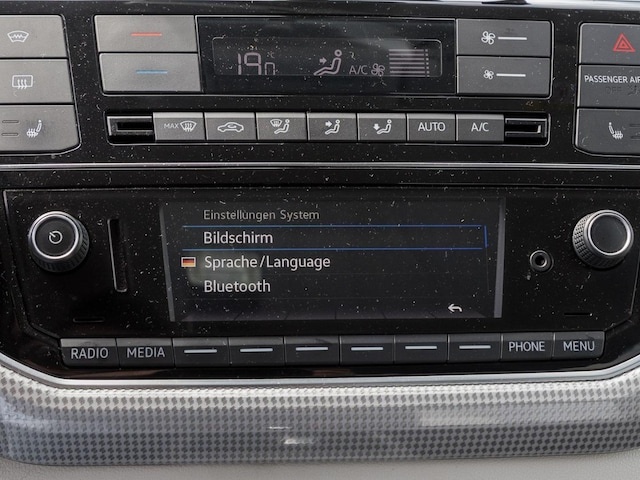 19.0
A/C
PASSENGER AIR
MAX
AUTO
A/C
Einstellungen System
Bildschirm
Sprache/Language
Bluetooth
RADIO
MEDIA
PHONE
MENU